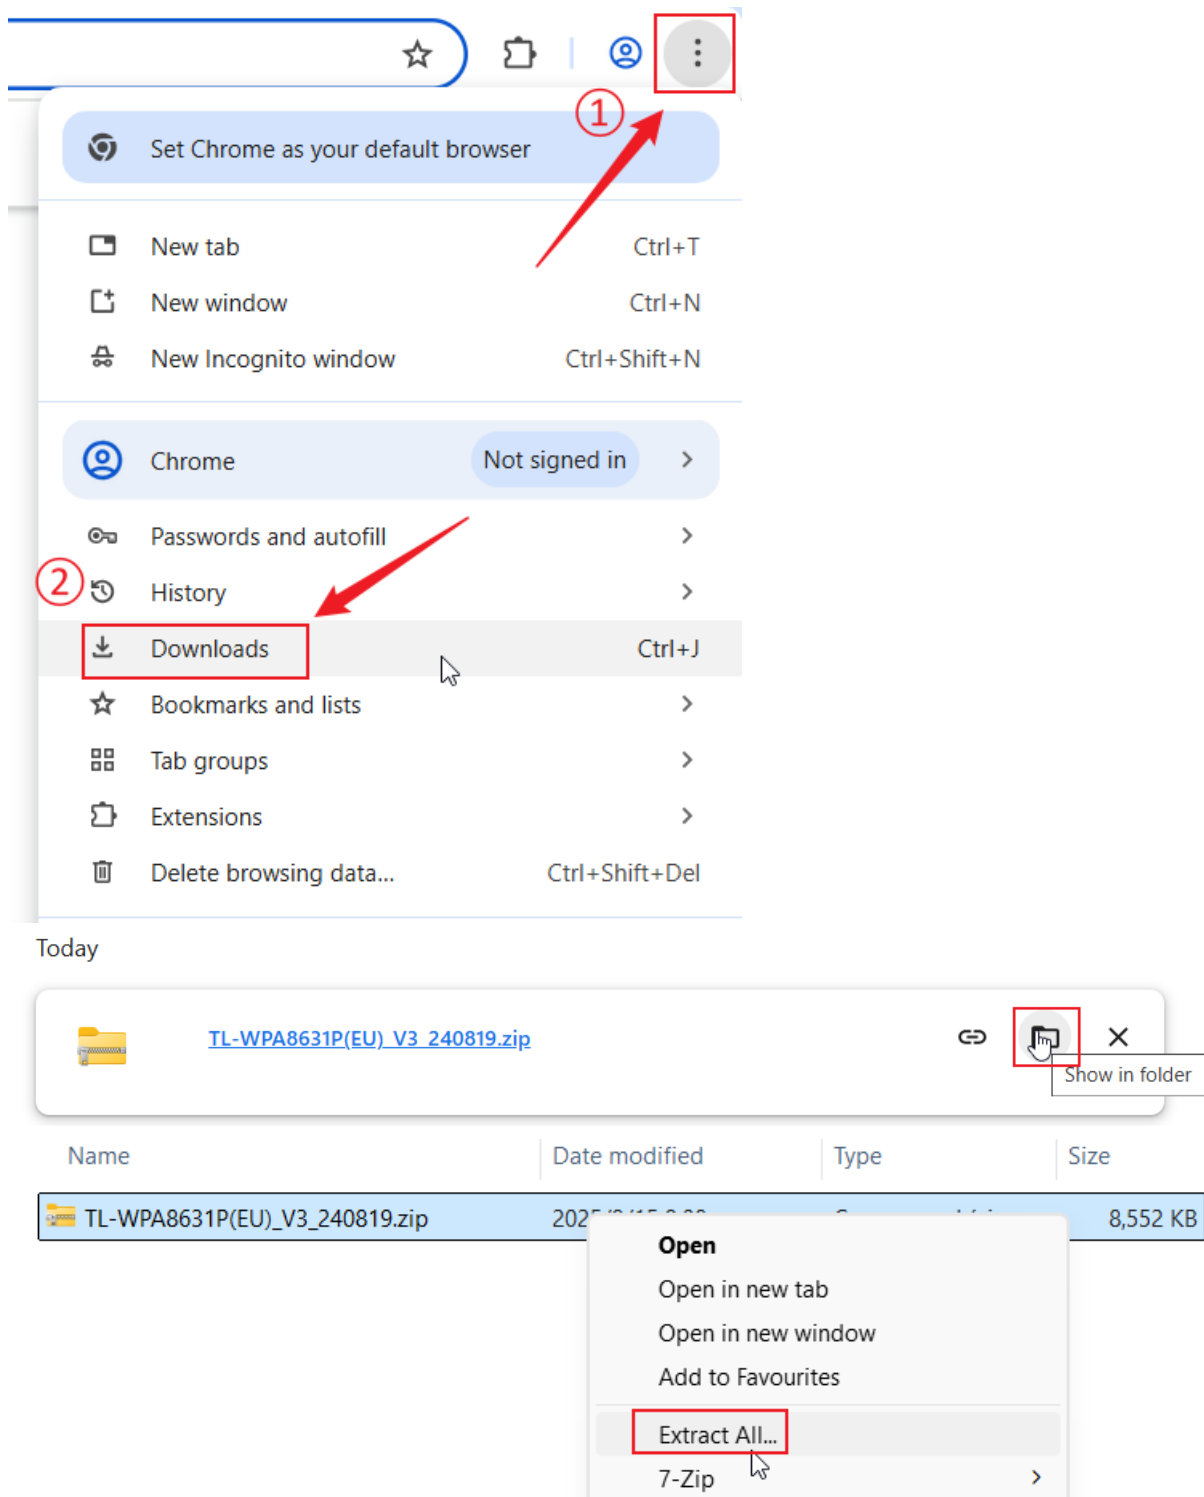 ①
Set Chrome as your default browser
New tab Ctrl+T
New window Ctrl+N
New Incognito window Ctrl+Shift+N
Chrome Not signed in
Passwords and autofill
②
History
Downloads Ctrl+J
Bookmarks and lists
Tab groups
Extensions
Delete browsing data... Ctrl+Shift+Del
Today
TL-WPA8631P(EU)_V3_240819.zip
Show in folder
Name Date modified Type Size
TL-WPA8631P(EU)_V3_240819.zip 8,552 KB
Open
Open in new tab
Open in new window
Add to Favourites
Extract All...
7-Zip